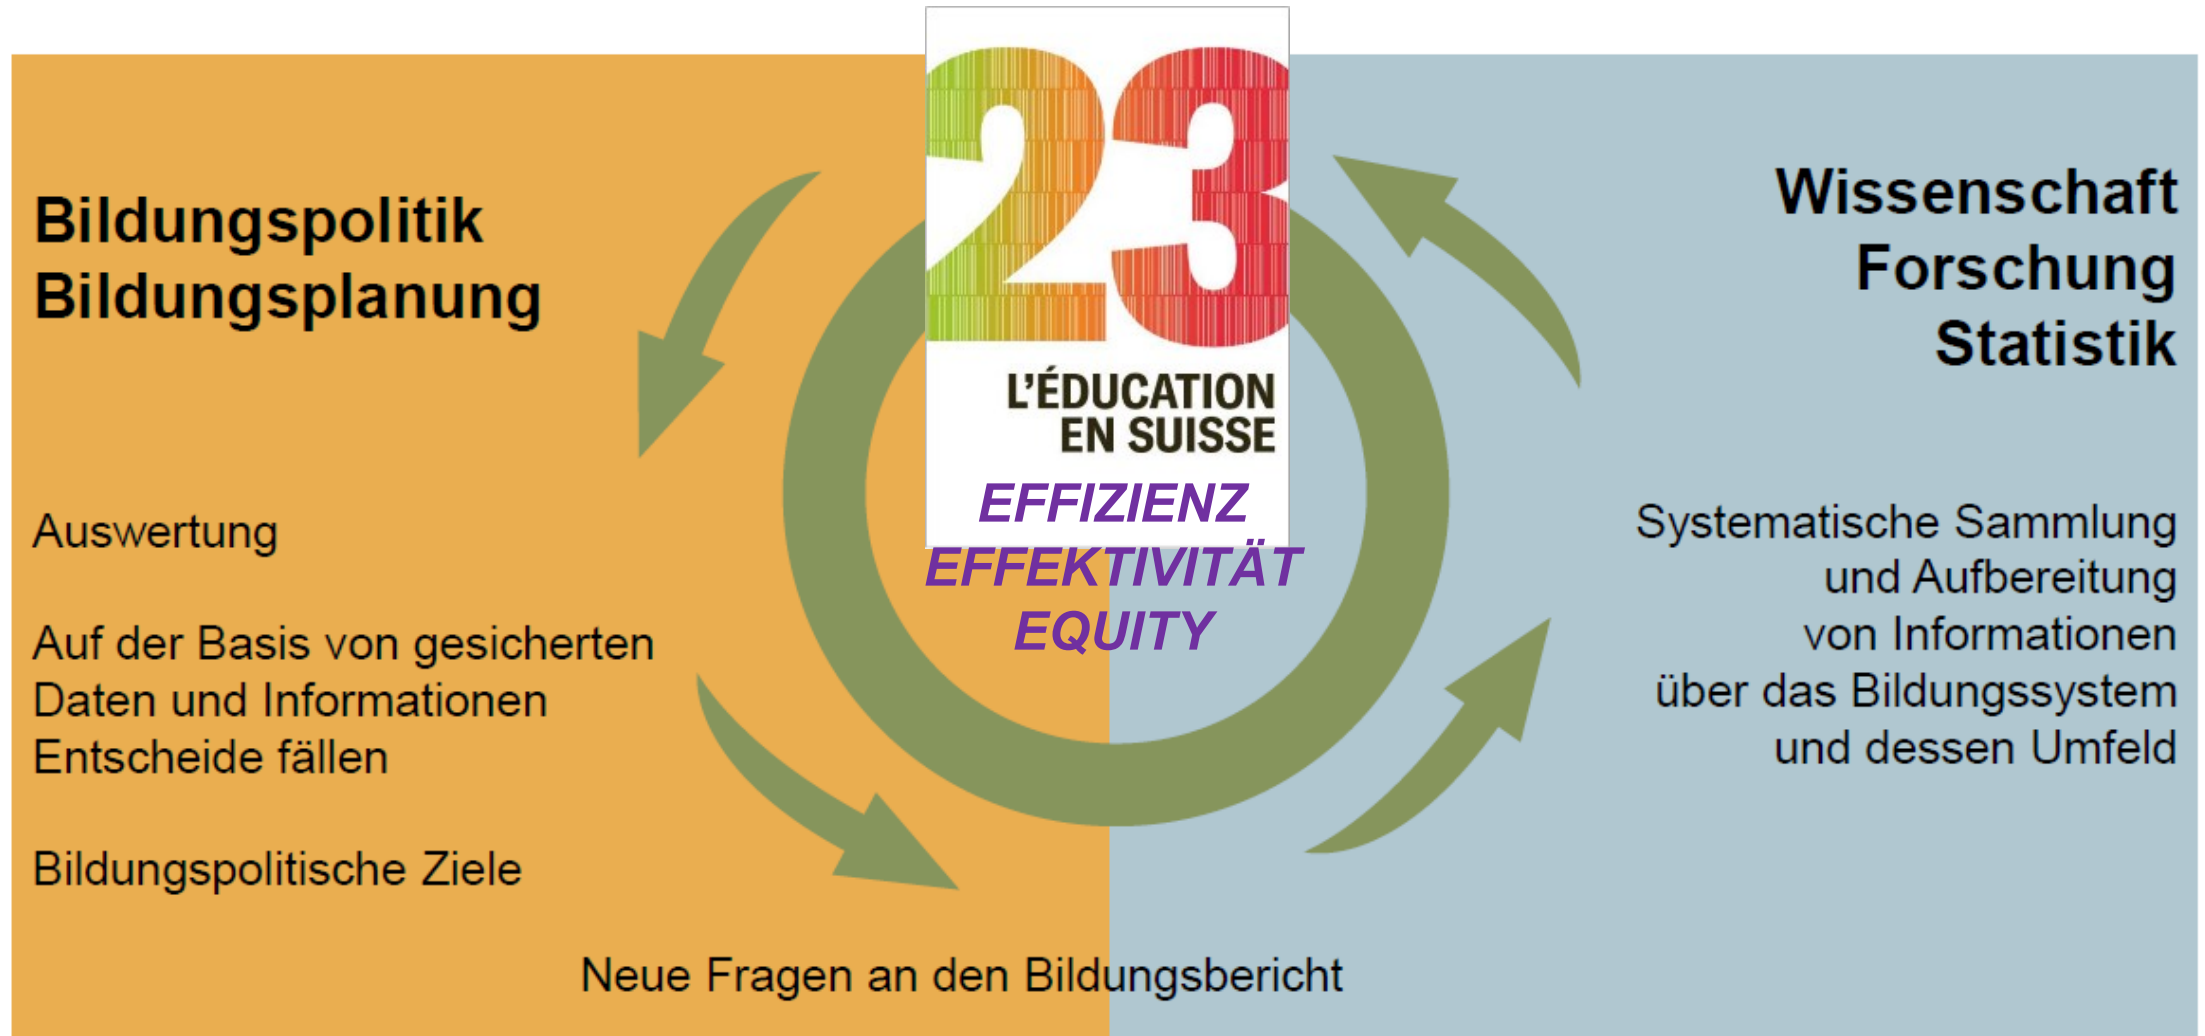 Bildungspolitik
Bildungsplanung
Auswertung
Auf der Basis von gesicherten
Daten und Informationen
Entscheide fällen
Bildungspolitische Ziele
23
L'ÉDUCATION
EN SUISSE
EFFIZIENZ
EFFEKTIVITÄT
EQUITY
Wissenschaft
Forschung
Statistik
Systematische Sammlung
und Aufbereitung
von Informationen
über das Bildungssystem
und dessen Umfeld
Neue Fragen an den Bildungsbericht